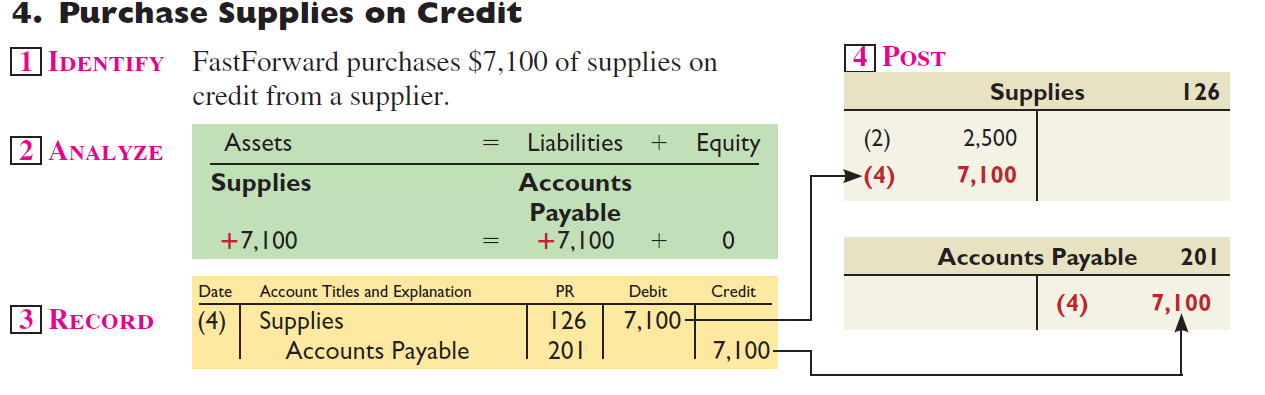 4. Purchase Supplies on Credit
1 IDENTIFY
FastForward purchases $7,100 of supplies on
credit from a supplier.
2 ANALYZE
Assets = Liabilities + Equity
Supplies Accounts
Payable
+7,100 = +7,100 + 0
3 RECORD
Date Account Titles and Explanation PR Debit Credit
(4) Supplies 126 7,100
Accounts Payable 201 7,100
4 POST
Supplies 126
(2) 2,500
(4) 7,100
Accounts Payable 201
(4) 7,100